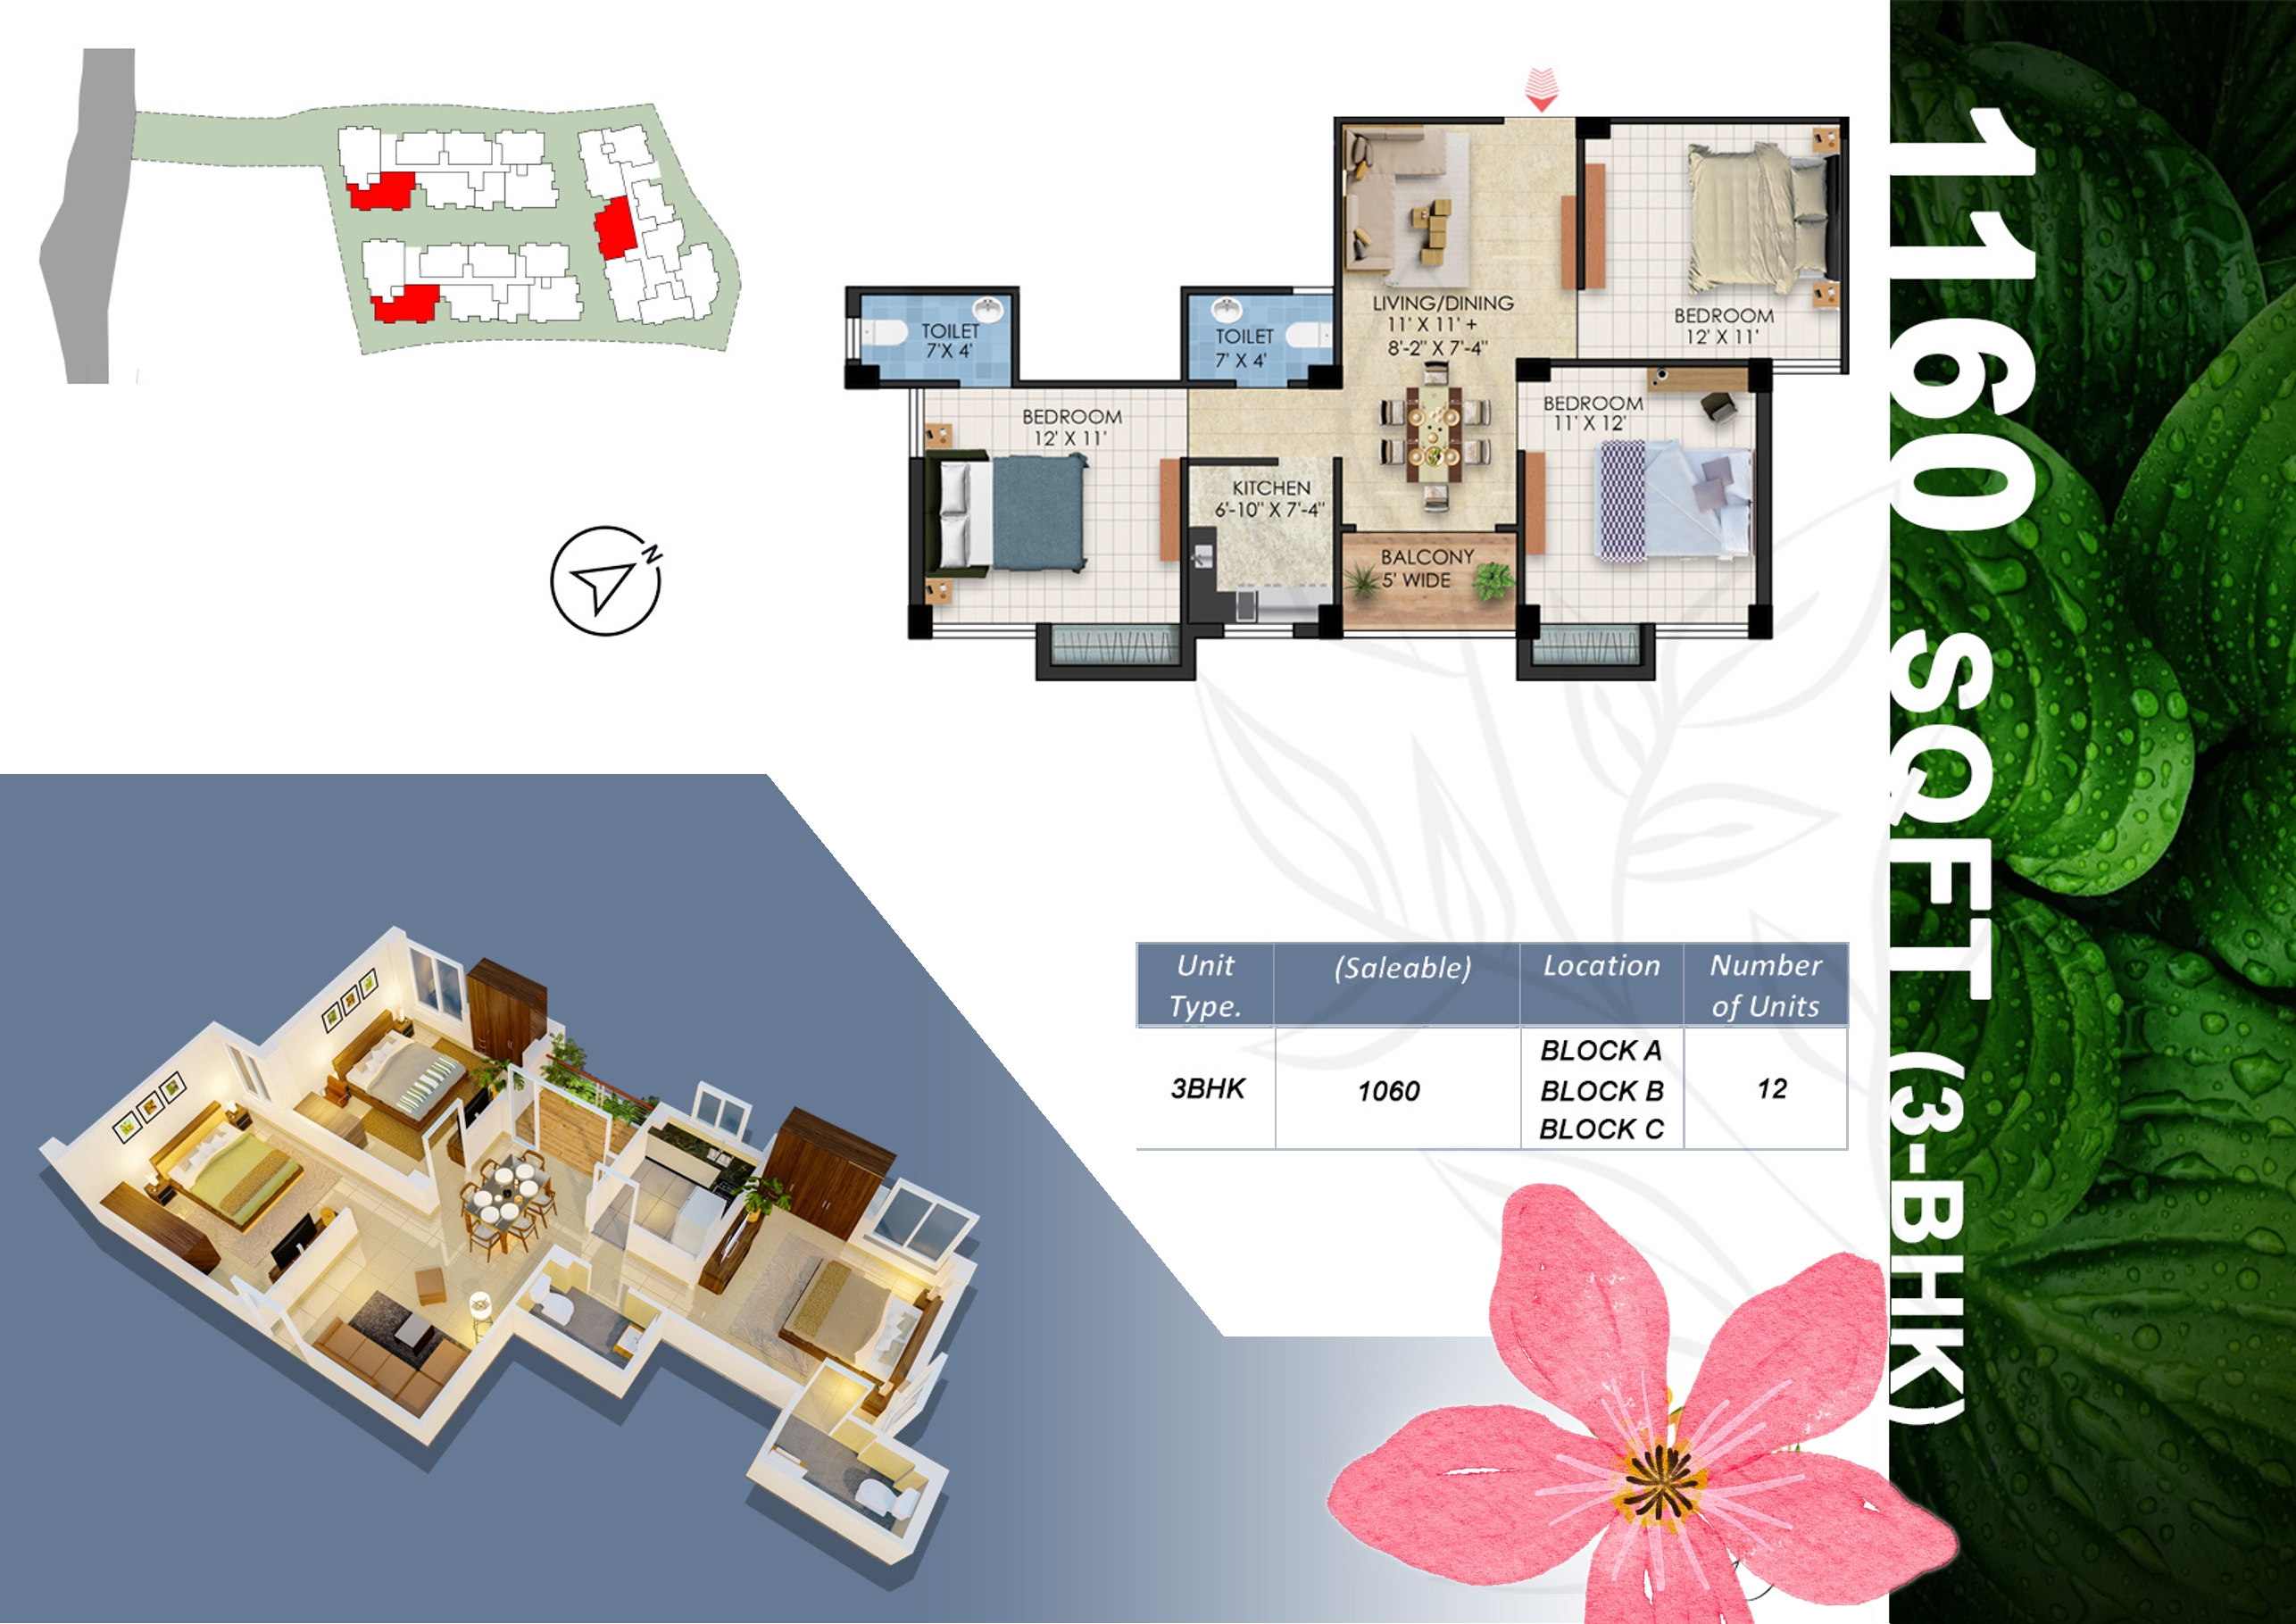 N
TOILET
7'X 4'
TOILET
7' X 4'
LIVING/DINING
11' X 11' +
8'-2" X 7'-4"
BEDROOM
12' X 11'
BEDROOM
12' X 11'
BEDROOM
11' X 12'
KITCHEN
6'-10" X 7'-4"
BALCONY
5' WIDE
1160 SQFT (3-BHK)
Unit Type.
(Saleable)
Location
Number of Units
3BHK
1060
BLOCK A
BLOCK B
BLOCK C
12